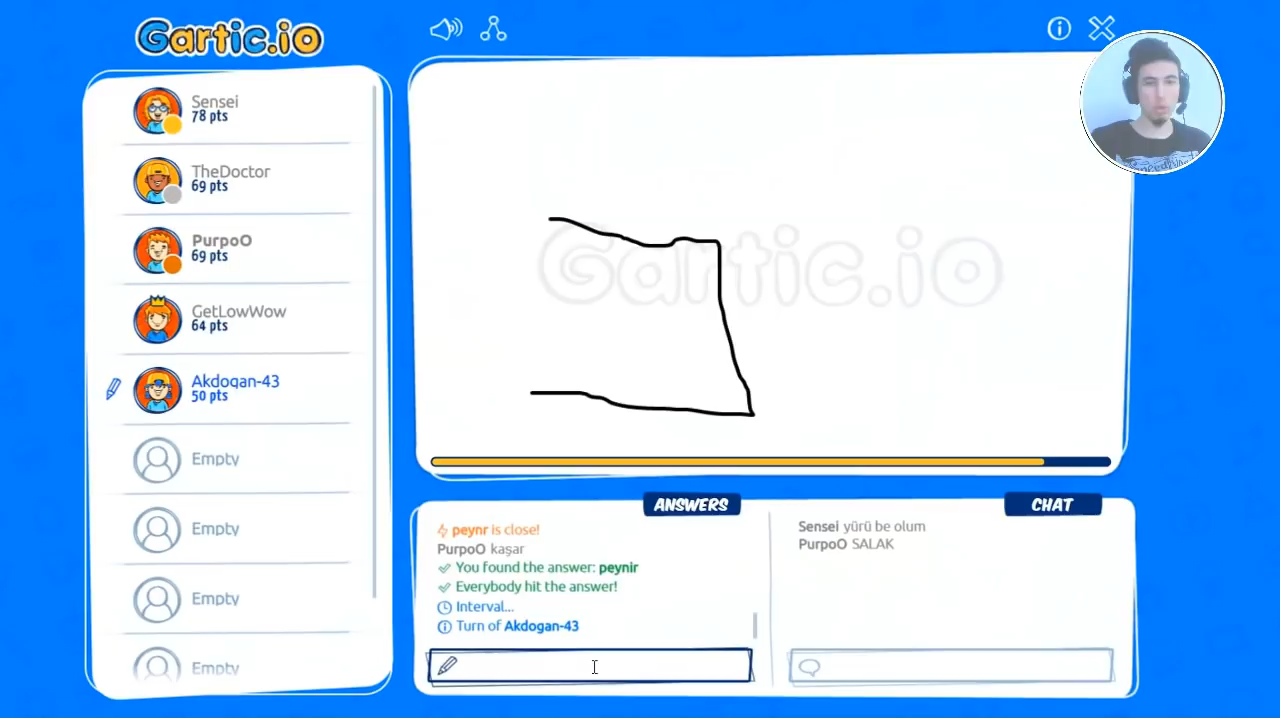 Gartic.io
Sensei
78 pts
TheDoctor
69 pts
PurpoO
69 pts
GetLowWow
64 pts
Akdogan-43
50 pts
Empty
Empty
Empty
Empty
Gartic.io
ANSWERS
peynr is close!
PurpoO kaşar
You found the answer: peynir
Everybody hit the answer!
Interval...
Turn of Akdogan-43
CHAT
Sensei yürü be olum
PurpoO SALAK